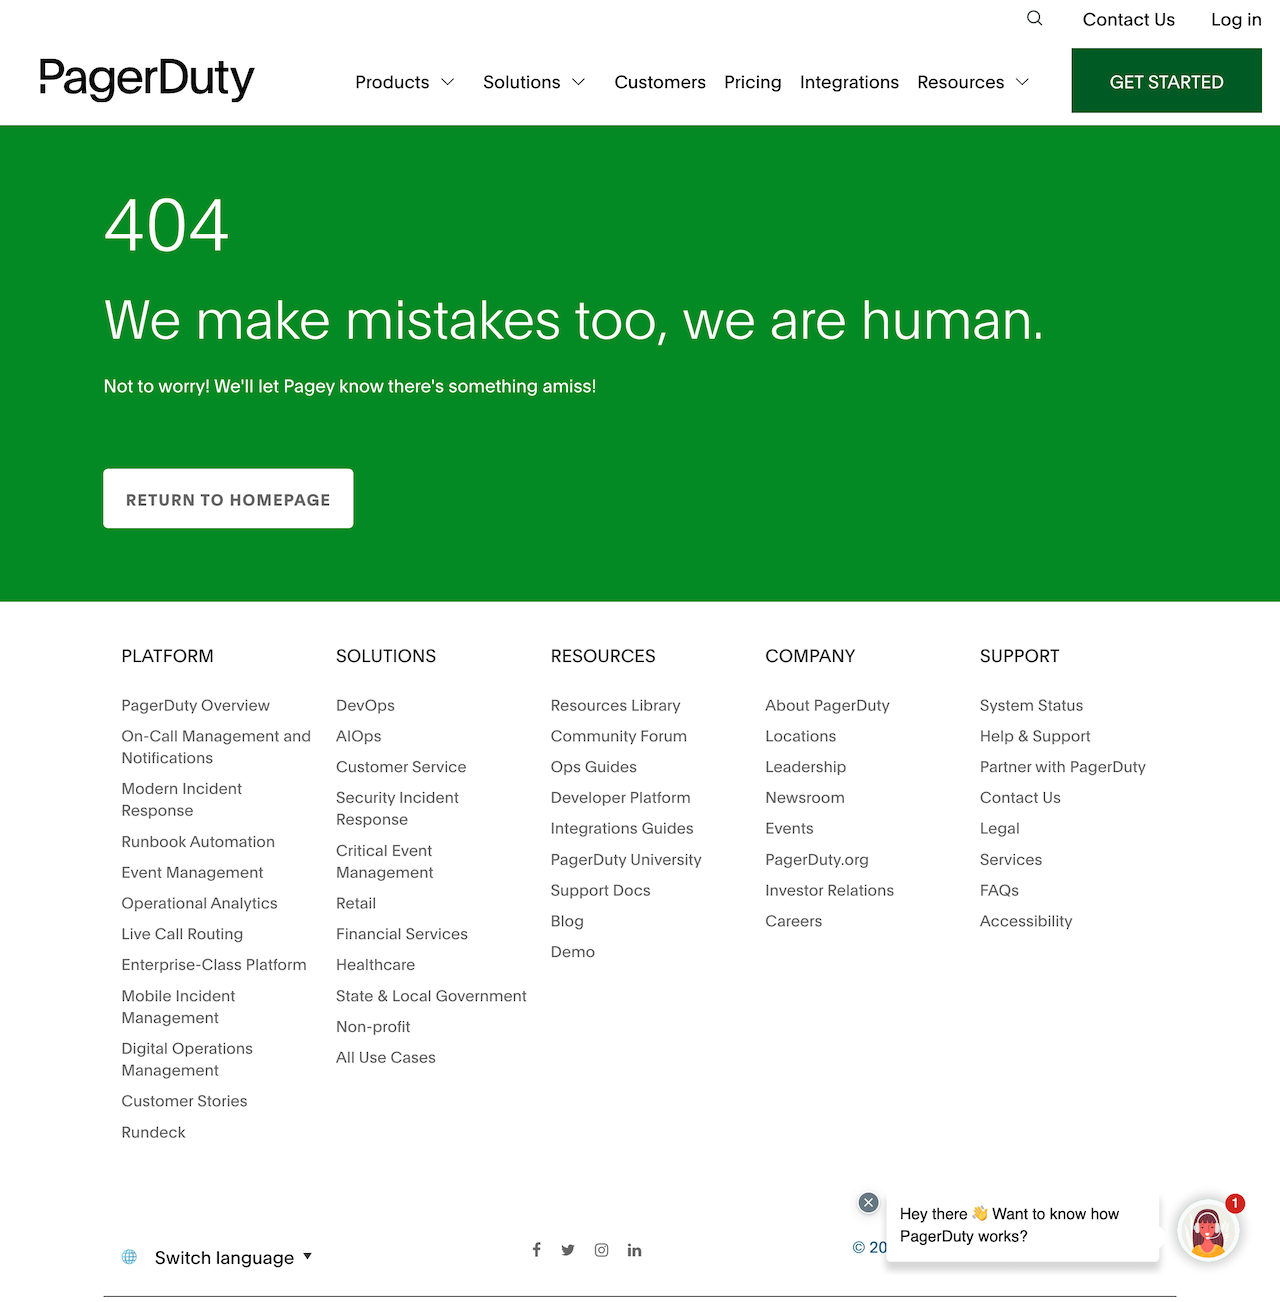 Contact Us
Log in
PagerDuty
Products
Solutions
Customers
Pricing
Integrations
Resources
GET STARTED
404
We make mistakes too, we are human.
Not to worry! We'll let Pagey know there's something amiss!
RETURN TO HOMEPAGE
PLATFORM
PagerDuty Overview
On-Call Management and
Notifications
Modern Incident
Response
Runbook Automation
Event Management
Operational Analytics
Live Call Routing
Enterprise-Class Platform
Mobile Incident
Management
Digital Operations
Management
Customer Stories
Rundeck
SOLUTIONS
DevOps
AIOps
Customer Service
Security Incident
Response
Critical Event
Management
Retail
Financial Services
Healthcare
State & Local Government
Non-profit
All Use Cases
RESOURCES
Resources Library
Community Forum
Ops Guides
Developer Platform
Integrations Guides
PagerDuty University
Support Docs
Blog
Demo
COMPANY
About PagerDuty
Locations
Leadership
Newsroom
Events
PagerDuty.org
Investor Relations
Careers
SUPPORT
System Status
Help & Support
Partner with PagerDuty
Contact Us
Legal
Services
FAQs
Accessibility
Switch language
© 20
Hey there 👋 Want to know how
PagerDuty works?
1